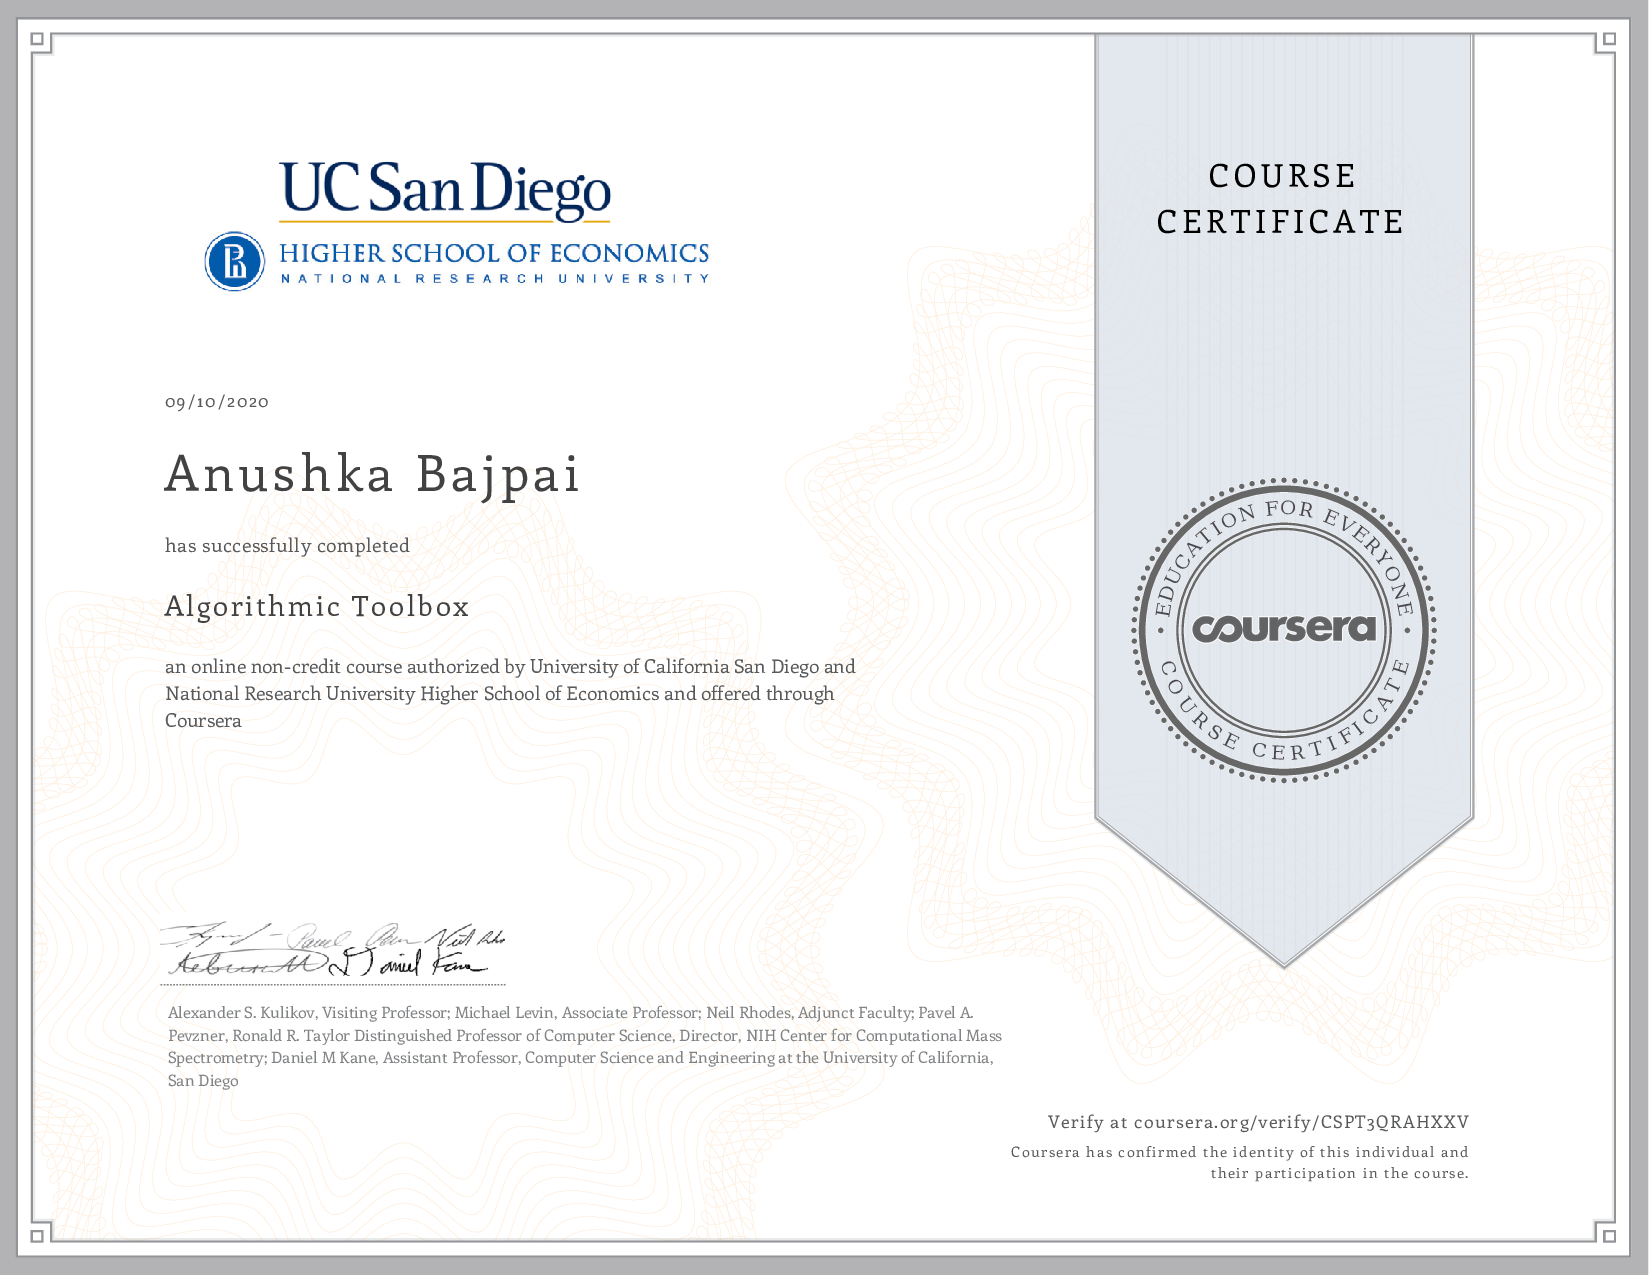 UC San Diego
HIGHER SCHOOL OF ECONOMICS
NATIONAL RESEARCH UNIVERSITY
COURSE
CERTIFICATE
09/10/2020
Anushka Bajpai
has successfully completed
Algorithmic Toolbox
an online non-credit course authorized by University of California San Diego and
National Research University Higher School of Economics and offered through
Coursera
EDUCATION FOR EVERYONE
coursera
COURSE CERTIFICATE
Daniel Kane
Alexander S. Kulikov, Visiting Professor; Michael Levin, Associate Professor; Neil Rhodes, Adjunct Faculty; Pavel A.
Pevzner, Ronald R. Taylor Distinguished Professor of Computer Science, Director, NIH Center for Computational Mass
Spectrometry; Daniel M Kane, Assistant Professor, Computer Science and Engineering at the University of California,
San Diego
Verify at coursera.org/verify/CSPT3QRAHXXV
Coursera has confirmed the identity of this individual and
their participation in the course.